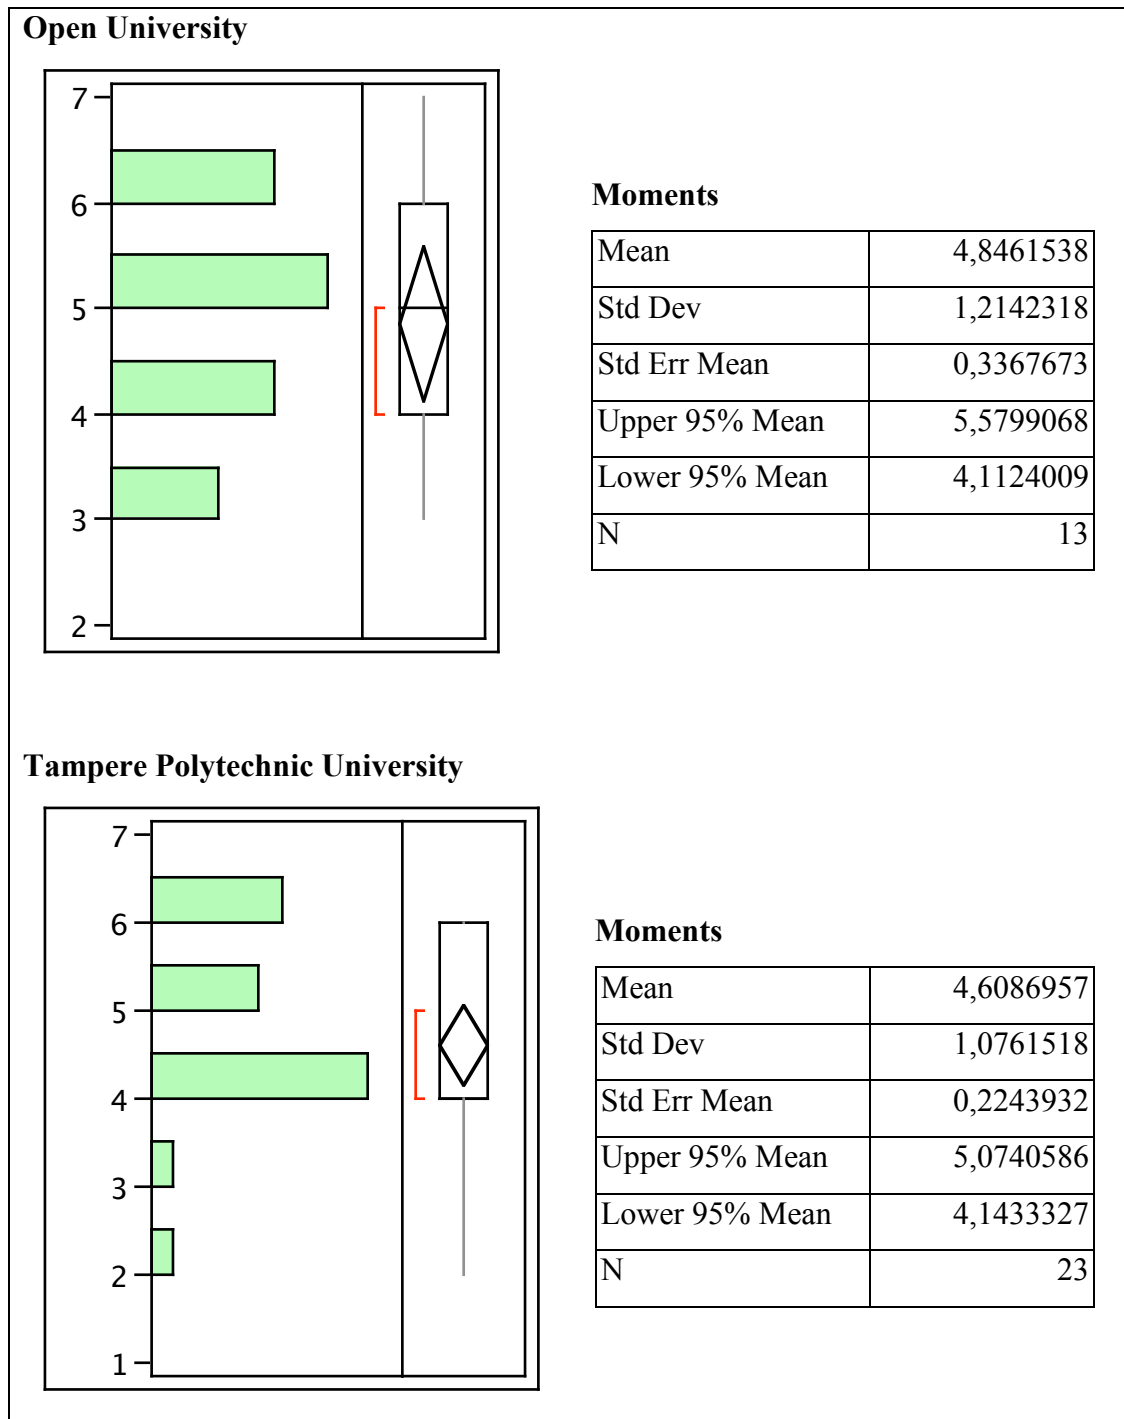 Open University
7
6
5
4
3
2
Moments
Mean 4,8461538
Std Dev 1,2142318
Std Err Mean 0,3367673
Upper 95% Mean 5,5799068
Lower 95% Mean 4,1124009
N 13
Tampere Polytechnic University
7
6
5
4
3
2
1
Moments
Mean 4,6086957
Std Dev 1,0761518
Std Err Mean 0,2243932
Upper 95% Mean 5,0740586
Lower 95% Mean 4,1433327
N 23